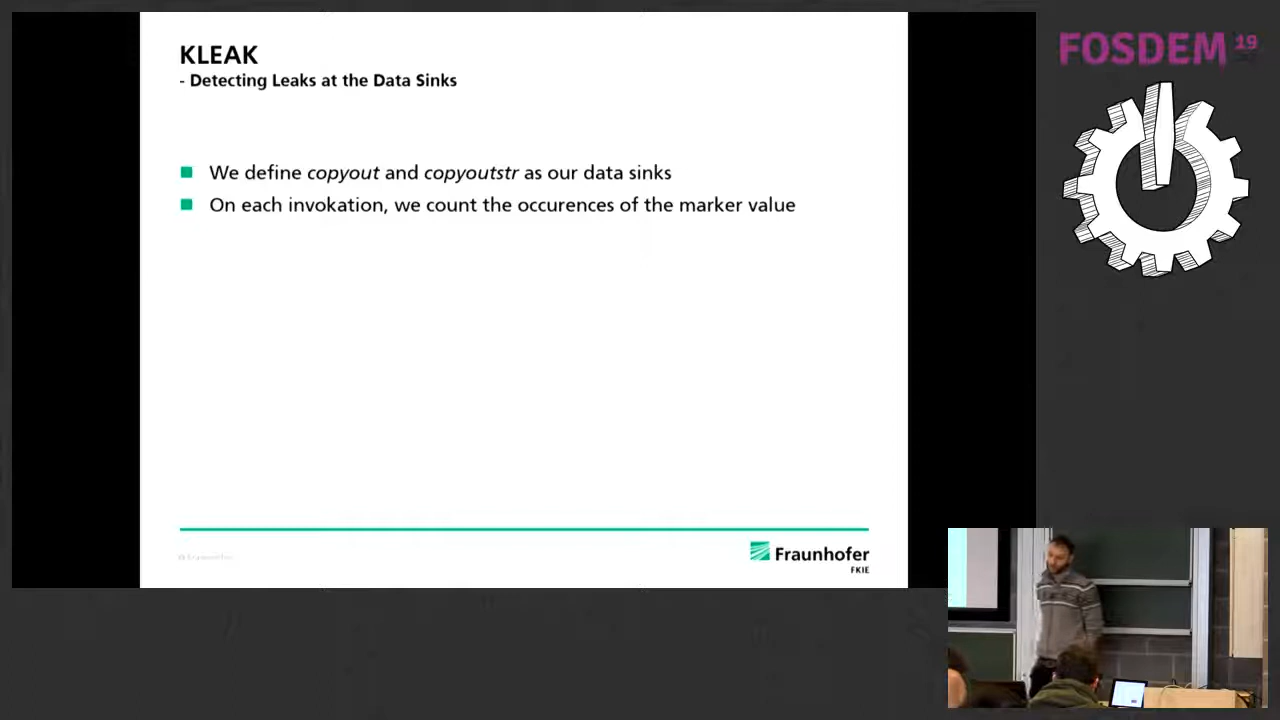 KLEAK
- Detecting Leaks at the Data Sinks
We define copyout and copyoutstr as our data sinks
On each invokation, we count the occurences of the marker value
Fraunhofer
FKIE
FOSDEM 19